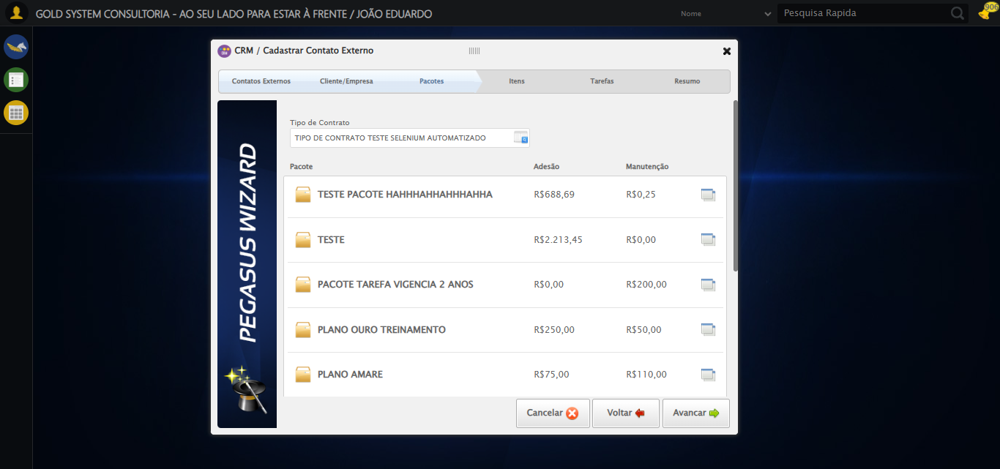 GOLD SYSTEM CONSULTORIA - AO SEU LADO PARA ESTAR À FRENTE / JOÃO EDUARDO
Nome
Pesquisa Rapida
906
CRM
CRM / Cadastrar Contato Externo
Contatos Externos Cliente/Empresa Pacotes Itens Tarefas Resumo
PEGASUS WIZARD
Tipo de Contrato
TIPO DE CONTRATO TESTE SELENIUM AUTOMATIZADO
Pacote Adesão Manutenção
TESTE PACOTE HAHHHAHHAHHHAHHA R$688,69 R$0,25
TESTE R$2.213,45 R$0,00
PACOTE TAREFA VIGENCIA 2 ANOS R$0,00 R$200,00
PLANO OURO TREINAMENTO R$250,00 R$50,00
PLANO AMARE R$75,00 R$110,00
Cancelar Voltar Avancar